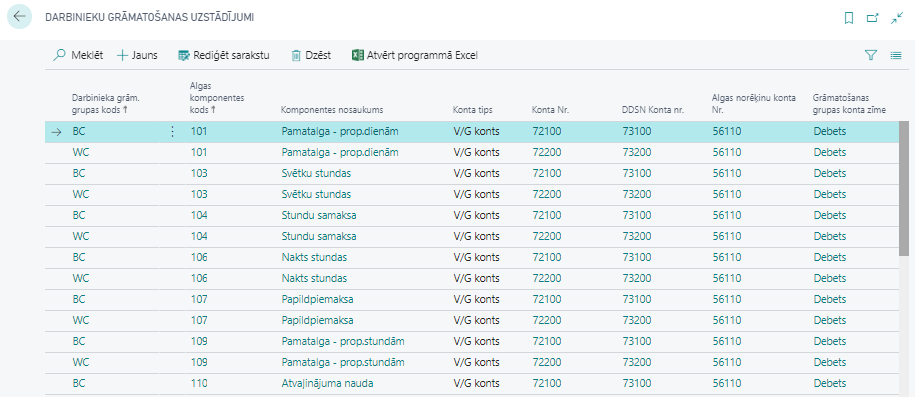 DARBINIEKU GRĀMATOŠANAS UZSTĀDĪJUMI
Meklēt Jauns Rediģēt sarakstu Dzēst Atvērt programmā Excel
Darbinieka grām. grupas kods ↑ Algas komponentes kods ↑ Komponentes nosaukums Konta tips Konta Nr. DDSN Konta nr. Algas norēķinu konta Nr. Grāmatošanas grupas konta zīme
BC 101 Pamatalga - prop.dienām V/G konts 72100 73100 56110 Debets
WC 101 Pamatalga - prop.dienām V/G konts 72200 73200 56110 Debets
BC 103 Svētku stundas V/G konts 72100 73100 56110 Debets
WC 103 Svētku stundas V/G konts 72200 73200 56110 Debets
BC 104 Stundu samaksa V/G konts 72100 73100 56110 Debets
WC 104 Stundu samaksa V/G konts 72200 73200 56110 Debets
BC 106 Nakts stundas V/G konts 72100 73100 56110 Debets
WC 106 Nakts stundas V/G konts 72200 73200 56110 Debets
BC 107 Papildpiemaksa V/G konts 72100 73100 56110 Debets
WC 107 Papildpiemaksa V/G konts 72200 73200 56110 Debets
BC 109 Pamatalga - prop.stundām V/G konts 72100 73100 56110 Debets
WC 109 Pamatalga - prop.stundām V/G konts 72200 73200 56110 Debets
BC 110 Atvaļinājuma nauda V/G konts 72100 73100 56110 Debets